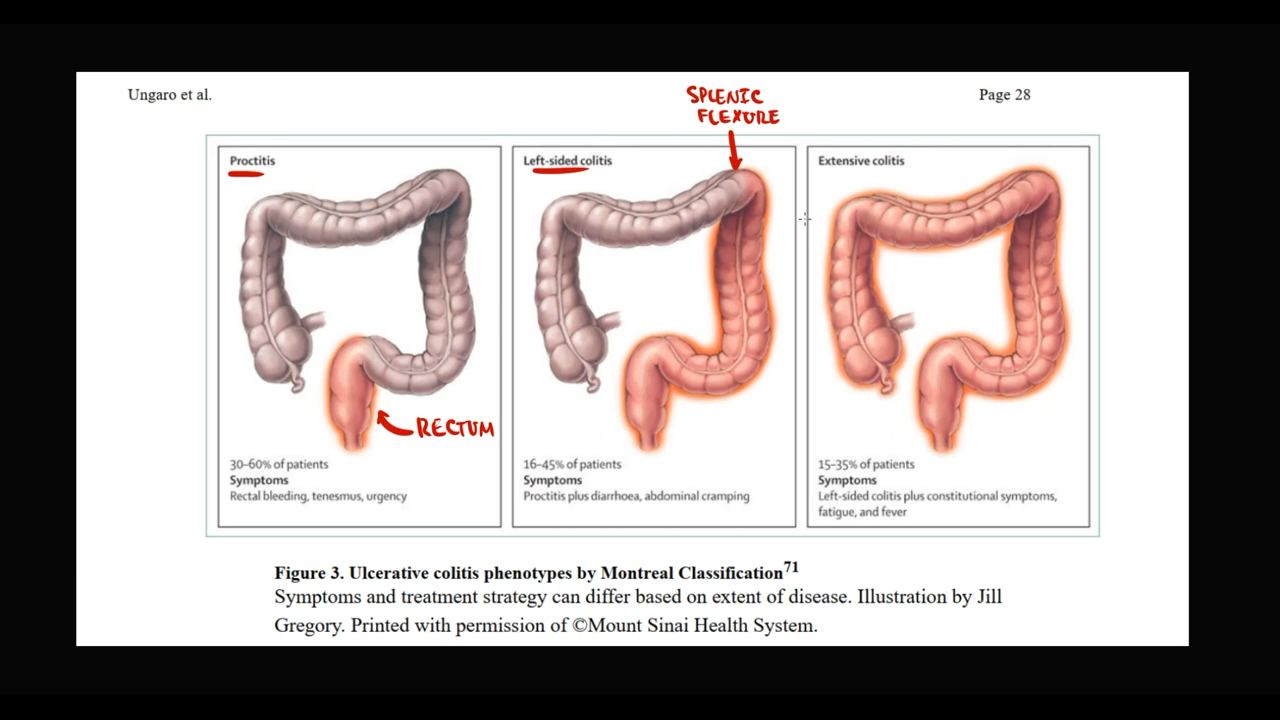 Ungaro et al.
Page 28
SPLENIC
FLEXURE
Proctitis
RECTUM
30–60% of patients
Symptoms
Rectal bleeding, tenesmus, urgency
Left-sided colitis
16–45% of patients
Symptoms
Proctitis plus diarrhoea, abdominal cramping
Extensive colitis
15–35% of patients
Symptoms
Left-sided colitis plus constitutional symptoms,
fatigue, and fever
Figure 3. Ulcerative colitis phenotypes by Montreal Classification71
Symptoms and treatment strategy can differ based on extent of disease. Illustration by Jill
Gregory. Printed with permission of ©Mount Sinai Health System.